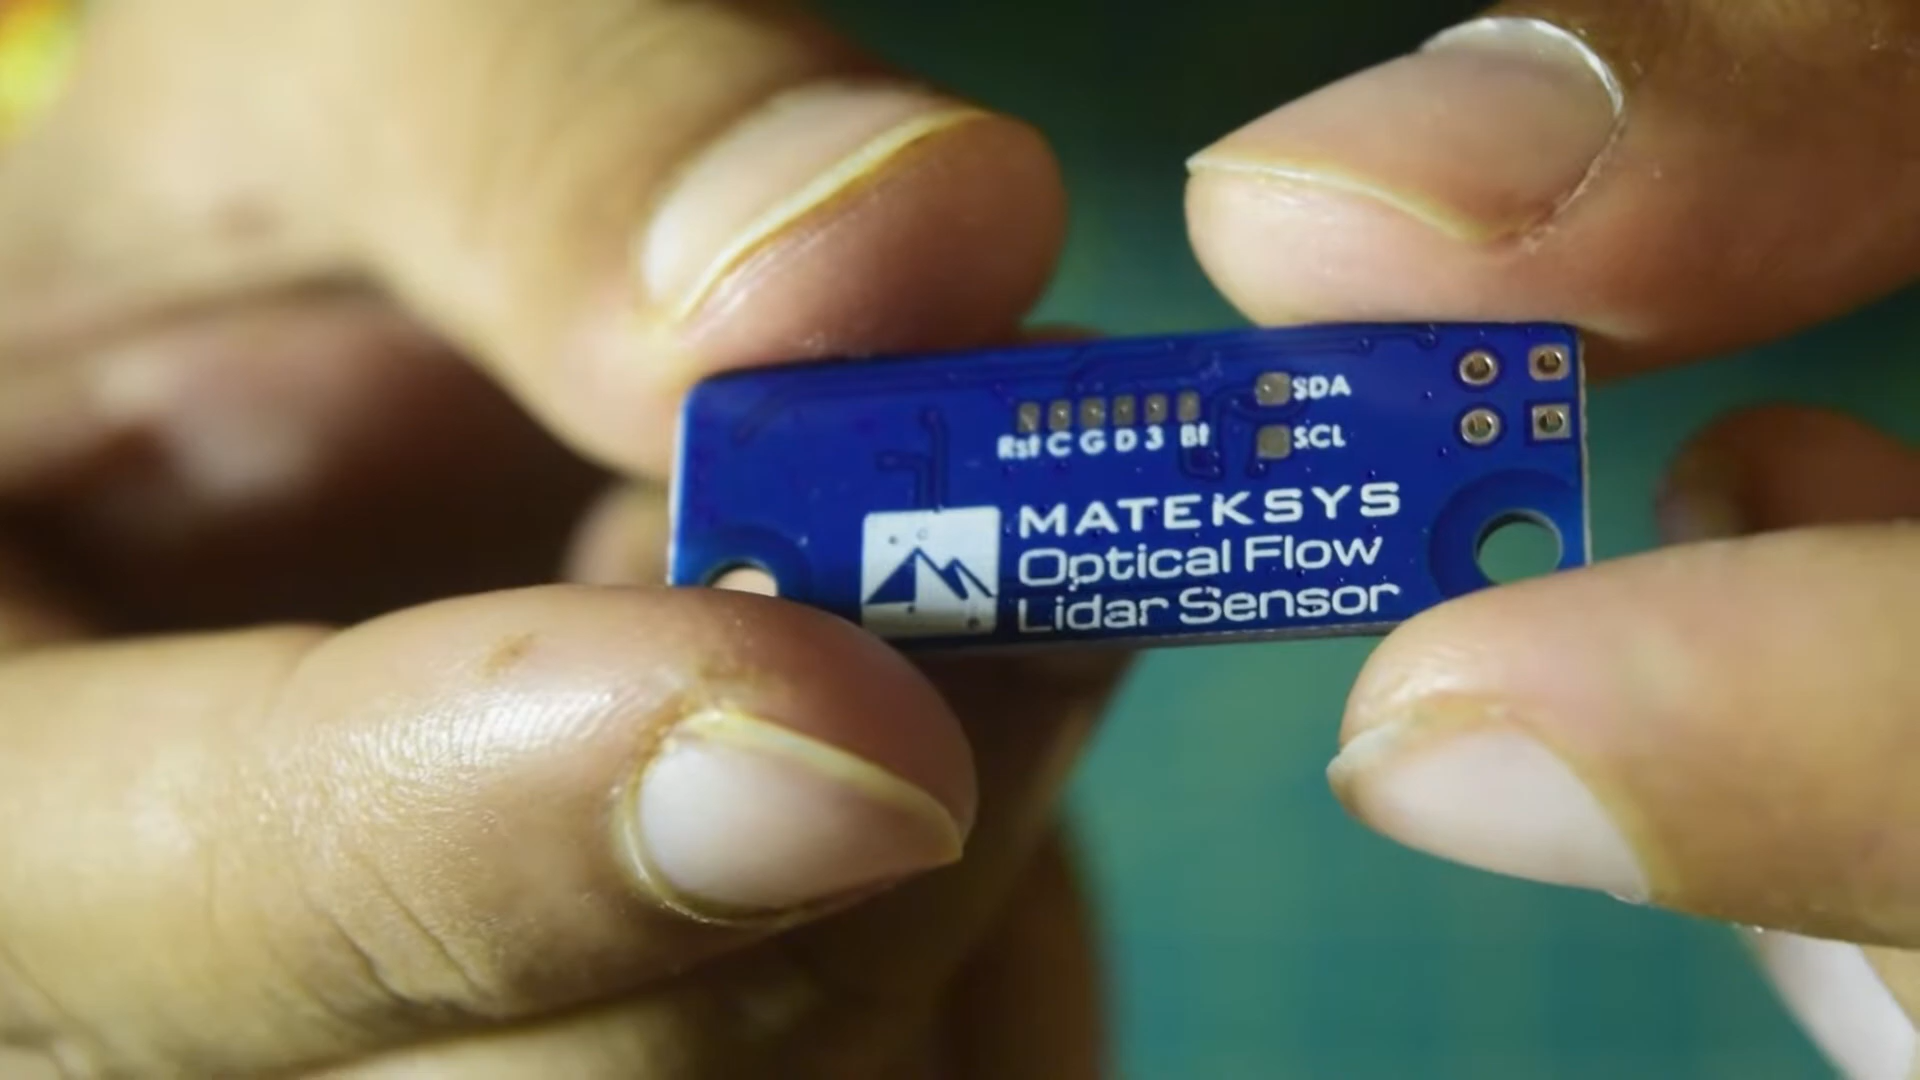 SDA
Rst C G D 3 Bt
SCL
MATEKSYS
Optical Flow
Lidar Sensor